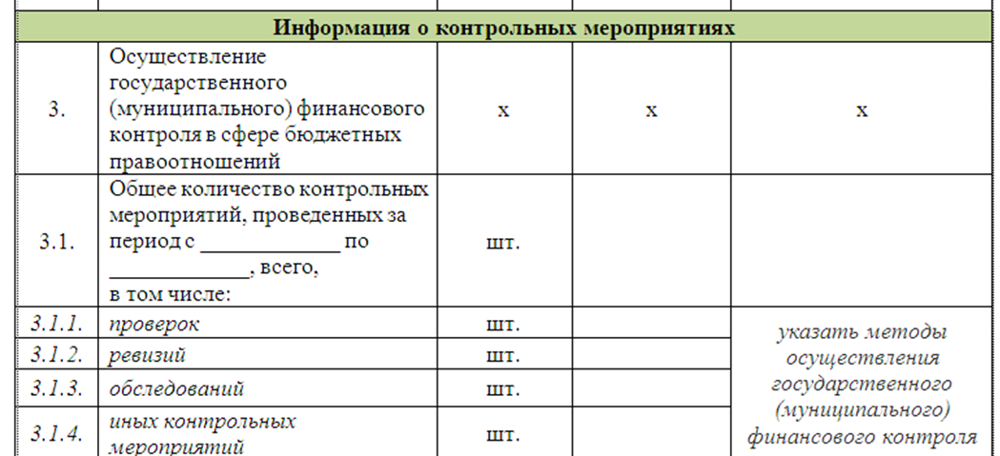 Информация о контрольных мероприятиях
3.
Осуществление
государственного
(муниципального) финансового
контроля в сфере бюджетных
правоотношений
х
х
х
3.1.
Общее количество контрольных
мероприятий, проведенных за
период с _____________ по
_____________, всего,
в том числе:
шт.
3.1.1.
проверок
шт.
3.1.2.
ревизий
шт.
3.1.3.
обследований
шт.
3.1.4.
иных контрольных
мероприятий
шт.
указать методы
осуществления
государственного
(муниципального)
финансового контроля